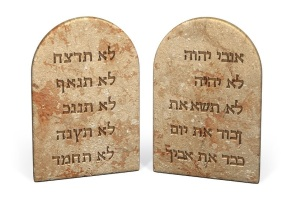 אנכי יהוה
לא יהיה
לא תשא את
זכור את יום
כבד את אביך
לא תרצח
לא תנאף
לא תגנב
לא תענה
לא תחמד